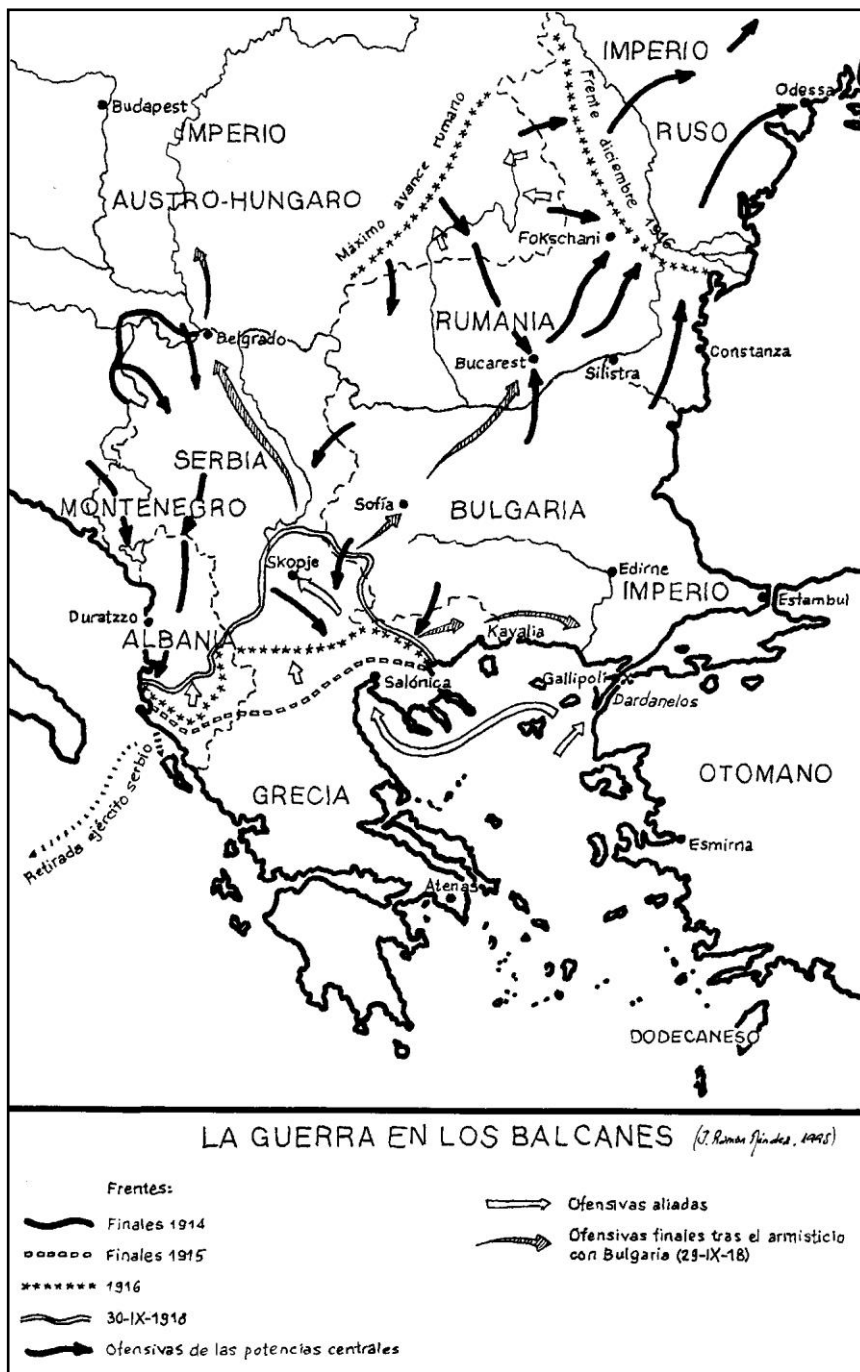 IMPERIO
Odessa
Budapest
IMPERIO
RUSO
AUSTRO-HUNGARO
Máximo avance rumano
Frente diciembre 1916
Fokschani
RUMANIA
Belgrado
Bucarest
Silistra
Constanza
SERBIA
Sofía
BULGARIA
MONTENEGRO
Skopje
Edirne
IMPERIO
Estambul
Duratzzo
ALBANIA
Kavalia
Salónica
Gallipoli
Dardanelos
Retirada ejército serbio
GRECIA
OTOMANO
Esmirna
Atenas
DODECANESO
LA GUERRA EN LOS BALCANES (J. Ramón Méndez, 1998)
Frentes:
Finales 1914
Finales 1915
1916
30-IX-1918
Ofensivas de las potencias centrales
Ofensivas aliadas
Ofensivas finales tras el armisticio
con Bulgaria (29-IX-18)